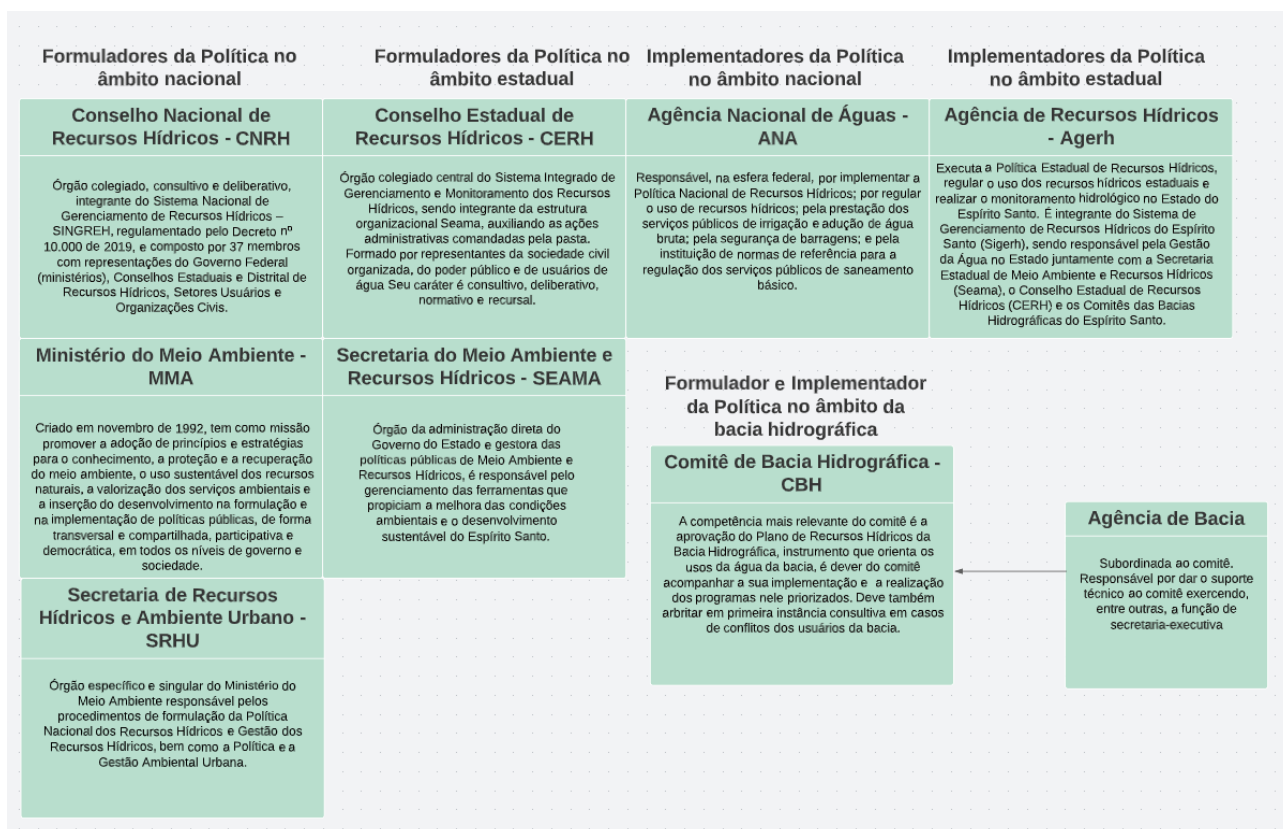 Formuladores da Política no
âmbito nacional
Conselho Nacional de
Recursos Hídricos - CNRH
Órgão colegiado, consultivo e deliberativo,
integrante do Sistema Nacional de
Gerenciamento de Recursos Hídricos –
SINGREH, regulamentado pelo Decreto nº
10.000 de 2019, e composto por 37 membros
com representações do Governo Federal
(ministérios), Conselhos Estaduais e Distrital de
Recursos Hídricos, Setores Usuários e
Organizações Civis.
Ministério do Meio Ambiente -
MMA
Criado em novembro de 1992, tem como missão
promover a adoção de princípios e estratégias
para o conhecimento, a proteção e a recuperação
do meio ambiente, o uso sustentável dos recursos
naturais, a valorização dos serviços ambientais e
a inserção do desenvolvimento na formulação e
na implementação de políticas públicas, de forma
transversal e compartilhada, participativa e
democrática, em todos os níveis de governo e
sociedade.
Secretaria de Recursos
Hídricos e Ambiente Urbano -
SRHU
Órgão específico e singular do Ministério do
Meio Ambiente responsável pelos
procedimentos de formulação da Política
Nacional dos Recursos Hídricos e Gestão dos
Recursos Hídricos, bem como a Política e a
Gestão Ambiental Urbana.
Formuladores da Política no
âmbito estadual
Conselho Estadual de
Recursos Hídricos - CERH
Órgão colegiado central do Sistema Integrado de
Gerenciamento e Monitoramento dos Recursos
Hídricos, sendo integrante da estrutura
organizacional Seama, auxiliando as ações
administrativas comandadas pela pasta.
Formado por representantes da sociedade civil
organizada, do poder público e de usuários de
água Seu caráter é consultivo, deliberativo,
normativo e recursal.
Secretaria do Meio Ambiente e
Recursos Hídricos - SEAMA
Órgão da administração direta do
Governo do Estado e gestora das
políticas públicas de Meio Ambiente e
Recursos Hídricos, é responsável pelo
gerenciamento das ferramentas que
propiciam a melhora das condições
ambientais e o desenvolvimento
sustentável do Espírito Santo.
Implementadores da Política
no âmbito nacional
Agência Nacional de Águas -
ANA
Responsável, na esfera federal, por implementar a
Política Nacional de Recursos Hídricos; por regular
o uso de recursos hídricos; pela prestação dos
serviços públicos de irrigação e adução de água
bruta; pela segurança de barragens; e pela
instituição de normas de referência para a
regulação dos serviços públicos de saneamento
básico.
Implementadores da Política
no âmbito estadual
Agência de Recursos Hídricos
- Agerh
Executa a Política Estadual de Recursos Hídricos,
regular o uso dos recursos hídricos estaduais e
realizar o monitoramento hidrológico no Estado do
Espírito Santo. É integrante do Sistema de
Gerenciamento de Recursos Hídricos do Espírito
Santo (Sigerh), sendo responsável pela Gestão
da Água no Estado juntamente com a Secretaria
Estadual de Meio Ambiente e Recursos Hídricos
(Seama), o Conselho Estadual de Recursos
Hídricos (CERH) e os Comitês das Bacias
Hidrográficas do Espírito Santo.
Formulador e Implementador
da Política no âmbito da
bacia hidrográfica
Comitê de Bacia Hidrográfica -
CBH
A competência mais relevante do comitê é a
aprovação do Plano de Recursos Hídricos da
Bacia Hidrográfica, instrumento que orienta os
usos da água da bacia, é dever do comitê
acompanhar a sua implementação e a realização
dos programas nele priorizados. Deve também
arbritar em primeira instância consultiva em casos
de conflitos dos usuários da bacia.
Agência de Bacia
Subordinada ao comitê.
Responsável por dar o suporte
técnico ao comitê exercendo,
entre outras, a função de
secretaria-executiva